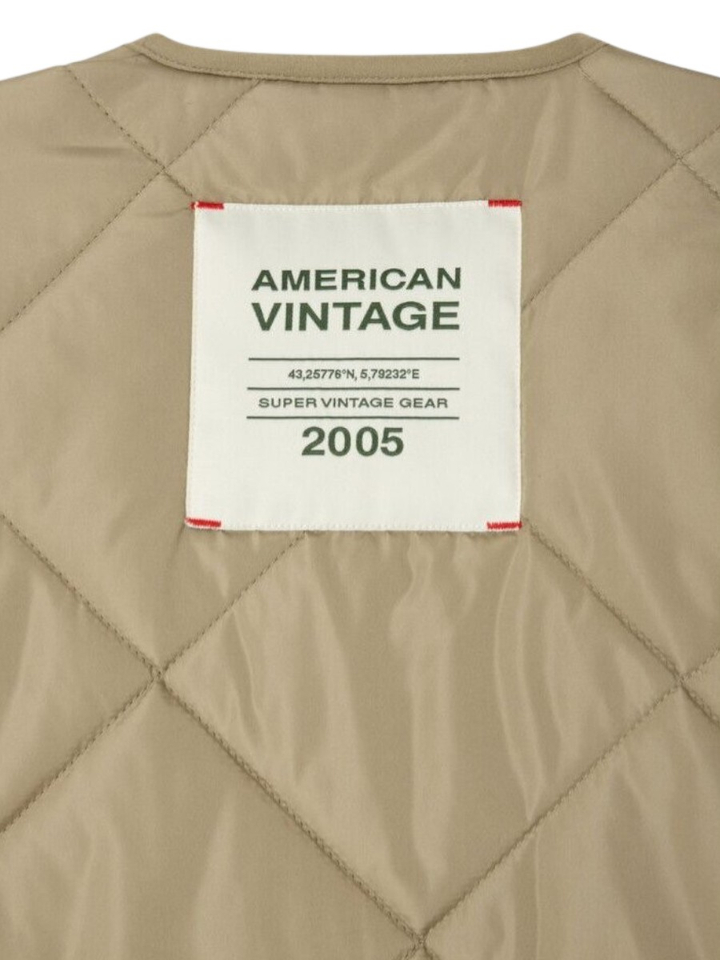 AMERICAN
VINTAGE
43,25776°N, 5,79232°E
SUPER VINTAGE GEAR
2005